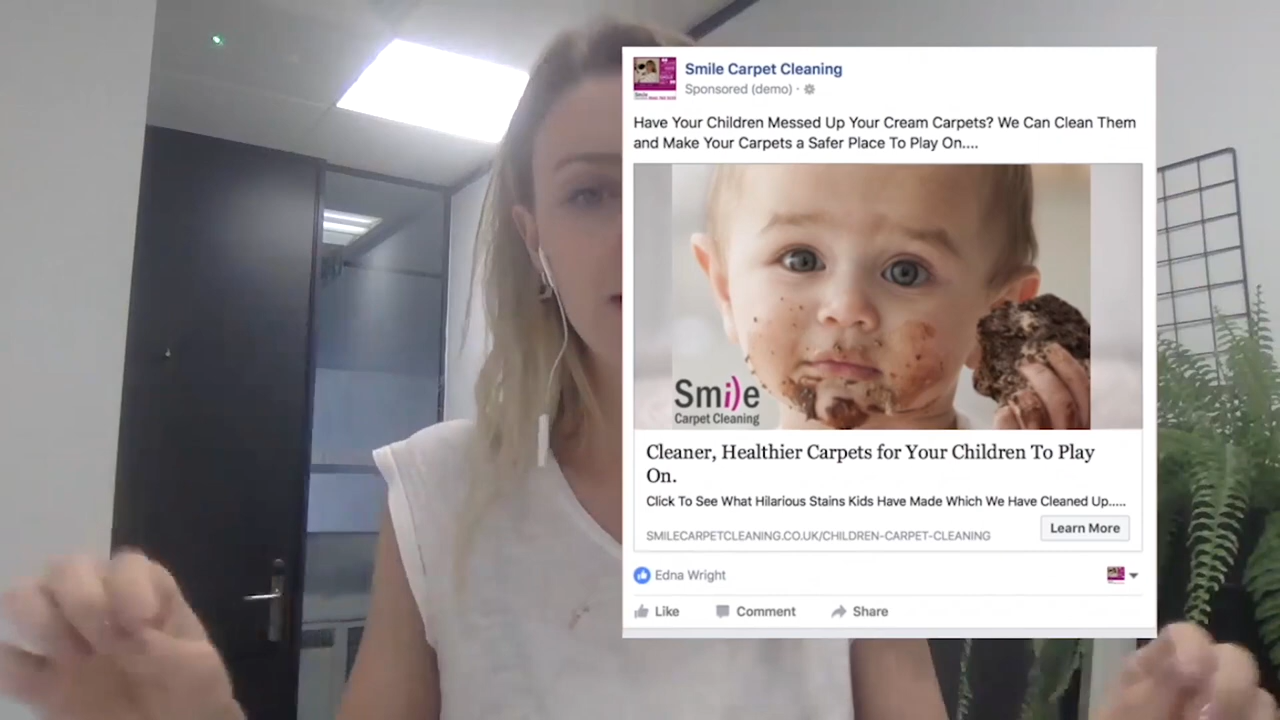 Smile Carpet Cleaning
Sponsored (demo) ·
Have Your Children Messed Up Your Cream Carpets? We Can Clean Them
and Make Your Carpets a Safer Place To Play On....
Smile
Carpet Cleaning
Cleaner, Healthier Carpets for Your Children To Play
On.
Click To See What Hilarious Stains Kids Have Made Which We Have Cleaned Up.....
SMILECARPETCLEANING.CO.UK/CHILDREN-CARPET-CLEANING
Learn More
Edna Wright
Like Comment Share